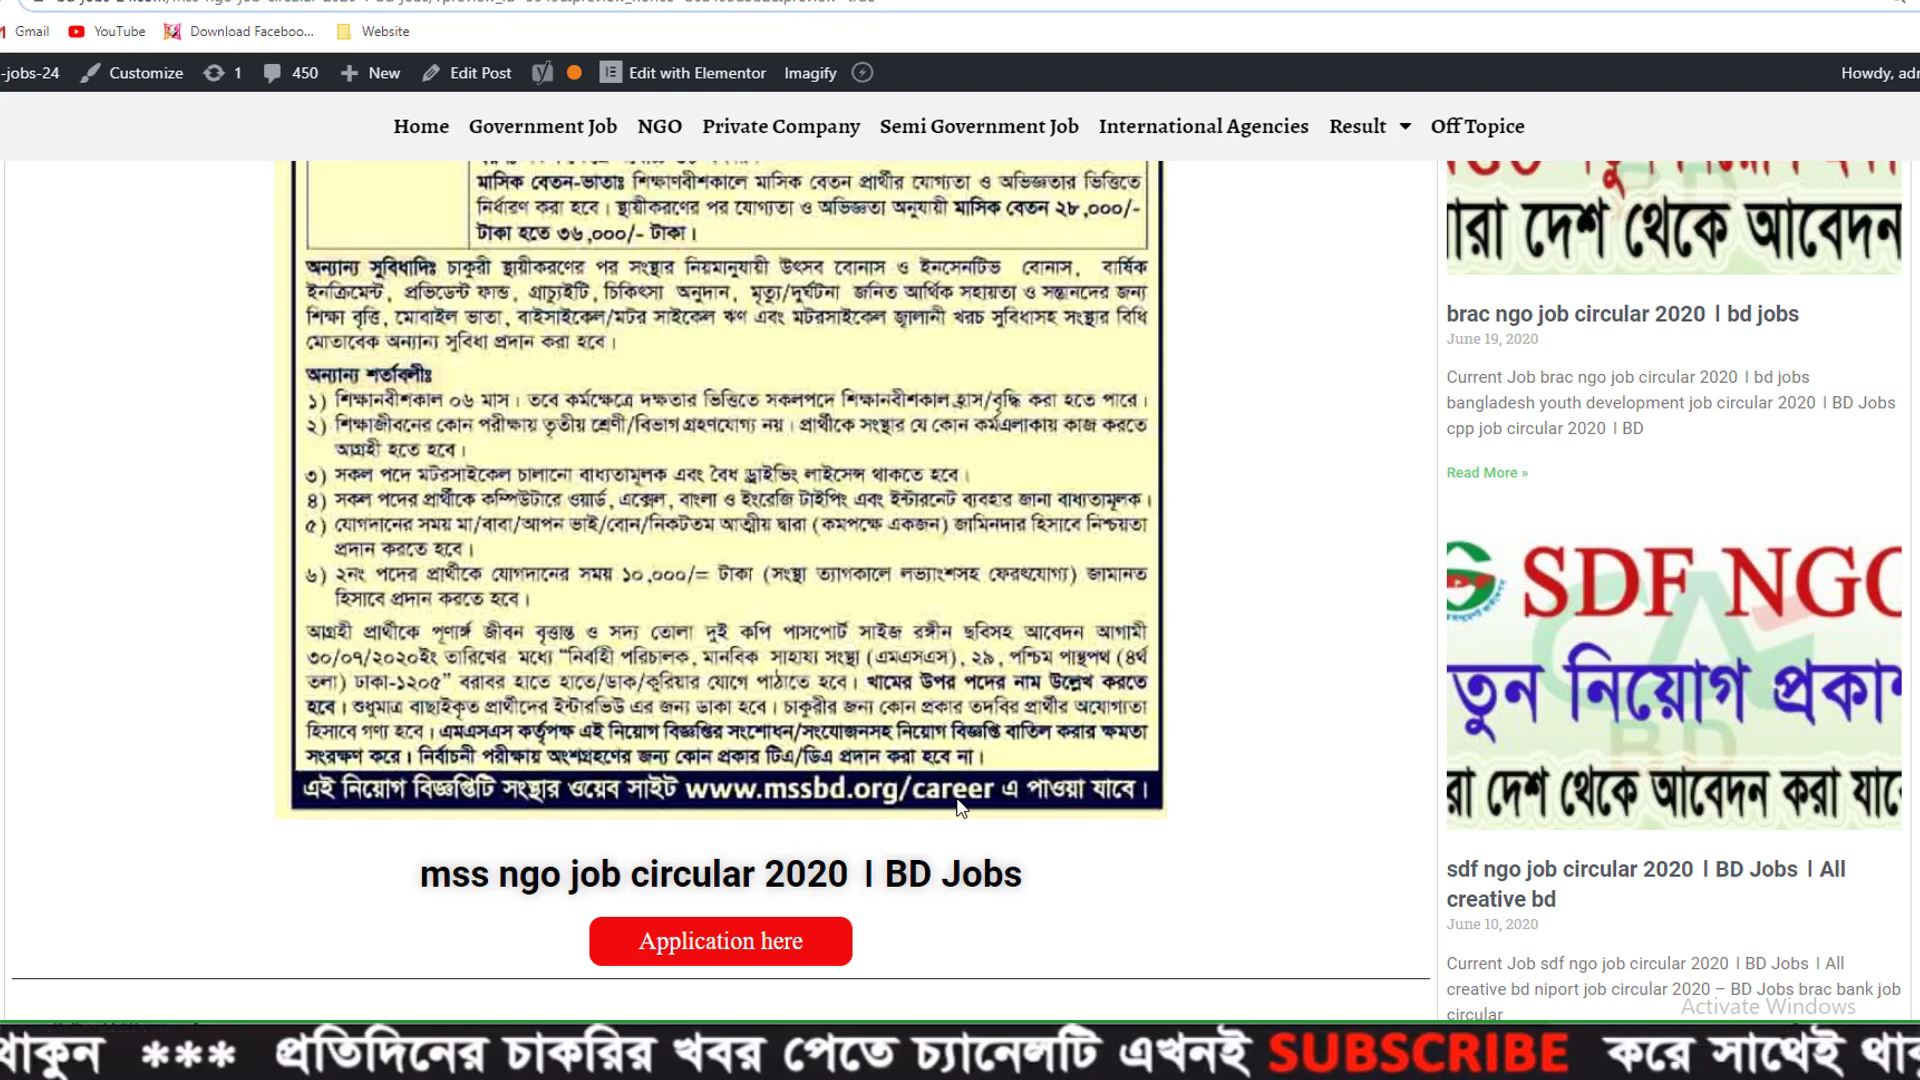 Gmail YouTube Download Faceboo... Website
-jobs-24 Customize 1 450 New Edit Post Edit with Elementor Imagify Howdy, adm
Home Government Job NGO Private Company Semi Government Job International Agencies Result Off Topice
মাসিক বেতন-ভাতাঃ শিক্ষাণবীশকালে মাসিক বেতন প্রার্থীর যোগ্যতা ও অভিজ্ঞতার ভিত্তিতে
নির্ধারণ করা হবে। স্থায়ীকরণের পর যোগ্যতা ও অভিজ্ঞতা অনুযায়ী মাসিক বেতন ২৮,০০০/-
টাকা হতে ৩৬,০০০/- টাকা।
অন্যান্য সুবিধাদিঃ চাকুরী স্থায়ীকরণের পর সংস্থার নিয়মানুযায়ী উৎসব বোনাস ও ইনসেনটিভ বোনাস, বার্ষিক
ইনক্রিমেন্ট, প্রভিডেন্ট ফান্ড, গ্রাচ্যুইটি, চিকিৎসা অনুদান, মৃত্যু/দুর্ঘটনা জনিত আর্থিক সহায়তা ও সন্তানদের জন্য
শিক্ষা বৃত্তি, মোবাইল ভাতা, বাইসাইকেল/মটর সাইকেল ঋণ এবং মটরসাইকেল জ্বালানী খরচ সুবিধাসহ সংস্থার বিধি
মোতাবেক অন্যান্য সুবিধা প্রদান করা হবে।
অন্যান্য শর্তাবলীঃ
১) শিক্ষানবীশকাল ০৬ মাস। তবে কর্মক্ষেত্রে দক্ষতার ভিত্তিতে সকলপদে শিক্ষানবীশকাল হ্রাস/বৃদ্ধি করা হতে পারে।
২) শিক্ষাজীবনের কোন পরীক্ষায় তৃতীয় শ্রেণী/বিভাগ গ্রহণযোগ্য নয়। প্রার্থীকে সংস্থার যে কোন কর্মএলাকায় কাজ করতে
আগ্রহী হতে হবে।
৩) সকল পদে মটরসাইকেল চালানো বাধ্যতামূলক এবং বৈধ ড্রাইভিং লাইসেন্স থাকতে হবে।
৪) সকল পদের প্রার্থীকে কম্পিউটারে ওয়ার্ড, এক্সেল, বাংলা ও ইংরেজি টাইপিং এবং ইন্টারনেট ব্যবহার জানা বাধ্যতামূলক।
৫) যোগদানের সময় মা/বাবা/আপন ভাই/বোন/নিকটতম আত্মীয় দ্বারা (কমপক্ষে একজন) জামিনদার হিসাবে নিশ্চয়তা
প্রদান করতে হবে।
৬) ২নং পদের প্রার্থীকে যোগদানের সময় ১০,০০০/= টাকা (সংস্থা ত্যাগকালে লভ্যাংশসহ ফেরৎযোগ্য) জামানত
হিসাবে প্রদান করতে হবে।
আগ্রহী প্রার্থীকে পূণার্ঙ্গ জীবন বৃত্তান্ত ও সদ্য তোলা দুই কপি পাসপোর্ট সাইজ রঙ্গীন ছবিসহ আবেদন আগামী
৩০/০৭/২০২০ইং তারিখের মধ্যে "নির্বাহী পরিচালক, মানবিক সাহায্য সংস্থা (এমএসএস), ২৯, পশ্চিম পান্থপথ (৪র্থ
তলা) ঢাকা-১২০৫" বরাবর হাতে হাতে/ডাক/কুরিয়ার যোগে পাঠাতে হবে। খামের উপর পদের নাম উল্লেখ করতে
হবে। শুধুমাত্র বাছাইকৃত প্রার্থীদের ইন্টারভিউ এর জন্য ডাকা হবে। চাকুরীর জন্য কোন প্রকার তদবির প্রার্থীর অযোগ্যতা
হিসাবে গণ্য হবে। এমএসএস কর্তৃপক্ষ এই নিয়োগ বিজ্ঞপ্তির সংশোধন/সংযোজনসহ নিয়োগ বিজ্ঞপ্তি বাতিল করার ক্ষমতা
সংরক্ষণ করে। নির্বাচনী পরীক্ষায় অংশগ্রহণের জন্য কোন প্রকার টিএ/ডিএ প্রদান করা হবে না।
এই নিয়োগ বিজ্ঞপ্তিটি সংস্থার ওয়েব সাইট www.mssbd.org/career এ পাওয়া যাবে।
mss ngo job circular 2020 । BD Jobs
Application here
ারা দেশ থেকে আবেদন
brac ngo job circular 2020 । bd jobs
June 19, 2020
Current Job brac ngo job circular 2020 । bd jobs
bangladesh youth development job circular 2020 । BD Jobs
cpp job circular 2020 । BD
Read More »
SDF NGO
তুন নিয়োগ প্রকা
রা দেশ থেকে আবেদন করা যাবে
sdf ngo job circular 2020 । BD Jobs । All
creative bd
June 10, 2020
Current Job sdf ngo job circular 2020 । BD Jobs । All
creative bd niport job circular 2020 – BD Jobs brac bank job
circular
Activate Windows
থাকুন *** প্রতিদিনের চাকরির খবর পেতে চ্যানেলটি এখনই SUBSCRIBE করে সাথেই থাকু